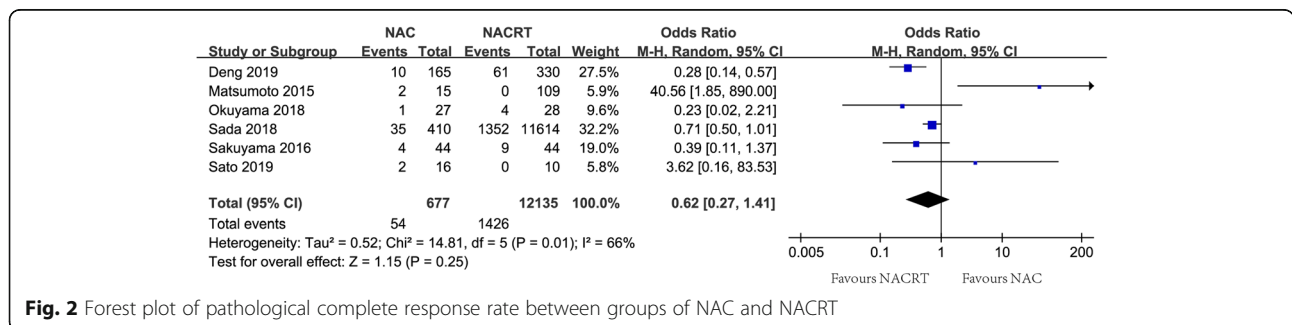 NAC NACRT Odds Ratio Odds Ratio
Study or Subgroup Events Total Events Total Weight M-H, Random, 95% CI M-H, Random, 95% CI
Deng 2019 10 165 61 330 27.5% 0.28 [0.14, 0.57]
Matsumoto 2015 2 15 0 109 5.9% 40.56 [1.85, 890.00]
Okuyama 2018 1 27 4 28 9.6% 0.23 [0.02, 2.21]
Sada 2018 35 410 1352 11614 32.2% 0.71 [0.50, 1.01]
Sakuyama 2016 4 44 9 44 19.0% 0.39 [0.11, 1.37]
Sato 2019 2 16 0 10 5.8% 3.62 [0.16, 83.53]
Total (95% CI) 677 12135 100.0% 0.62 [0.27, 1.41]
Total events 54 1426
Heterogeneity: Tau² = 0.52; Chi² = 14.81, df = 5 (P = 0.01); I² = 66%
Test for overall effect: Z = 1.15 (P = 0.25)
0.005 0.1 1 10 200
Favours NACRT Favours NAC
Fig. 2 Forest plot of pathological complete response rate between groups of NAC and NACRT